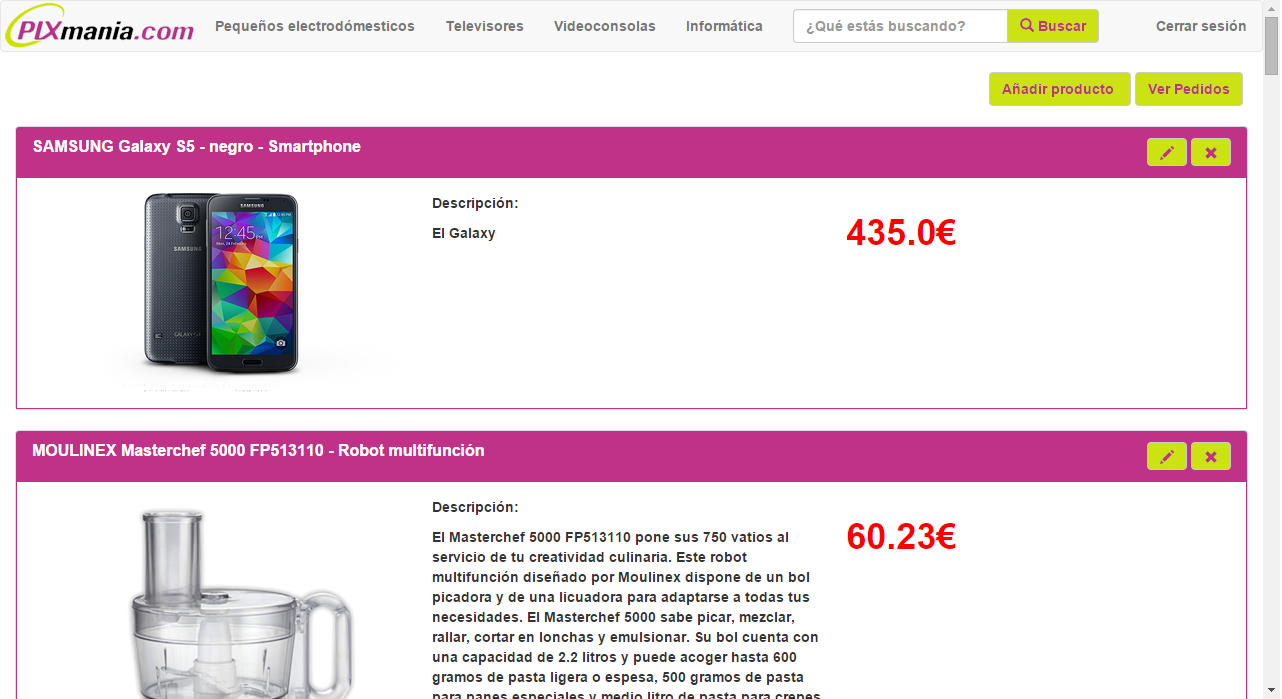 PIXmania.com
Pequeños electrodómesticos
Televisores
Videoconsolas
Informática
¿Qué estás buscando?
Buscar
Cerrar sesión
Añadir producto
Ver Pedidos
SAMSUNG Galaxy S5 - negro - Smartphone
SAMSUNG
SAMSUNG
12:45
Descripción:
El Galaxy
435.0€
MOULINEX Masterchef 5000 FP513110 - Robot multifunción
Descripción:
El Masterchef 5000 FP513110 pone sus 750 vatios al
servicio de tu creatividad culinaria. Este robot
multifunción diseñado por Moulinex dispone de un bol
picadora y de una licuadora para adaptarse a todas tus
necesidades. El Masterchef 5000 sabe picar, mezclar,
rallar, cortar en lonchas y emulsionar. Su bol cuenta con
una capacidad de 2.2 litros y puede acoger hasta 600
gramos de pasta ligera o espesa, 500 gramos de pasta
para panes especiales y medio litro de pasta para crepes
60.23€